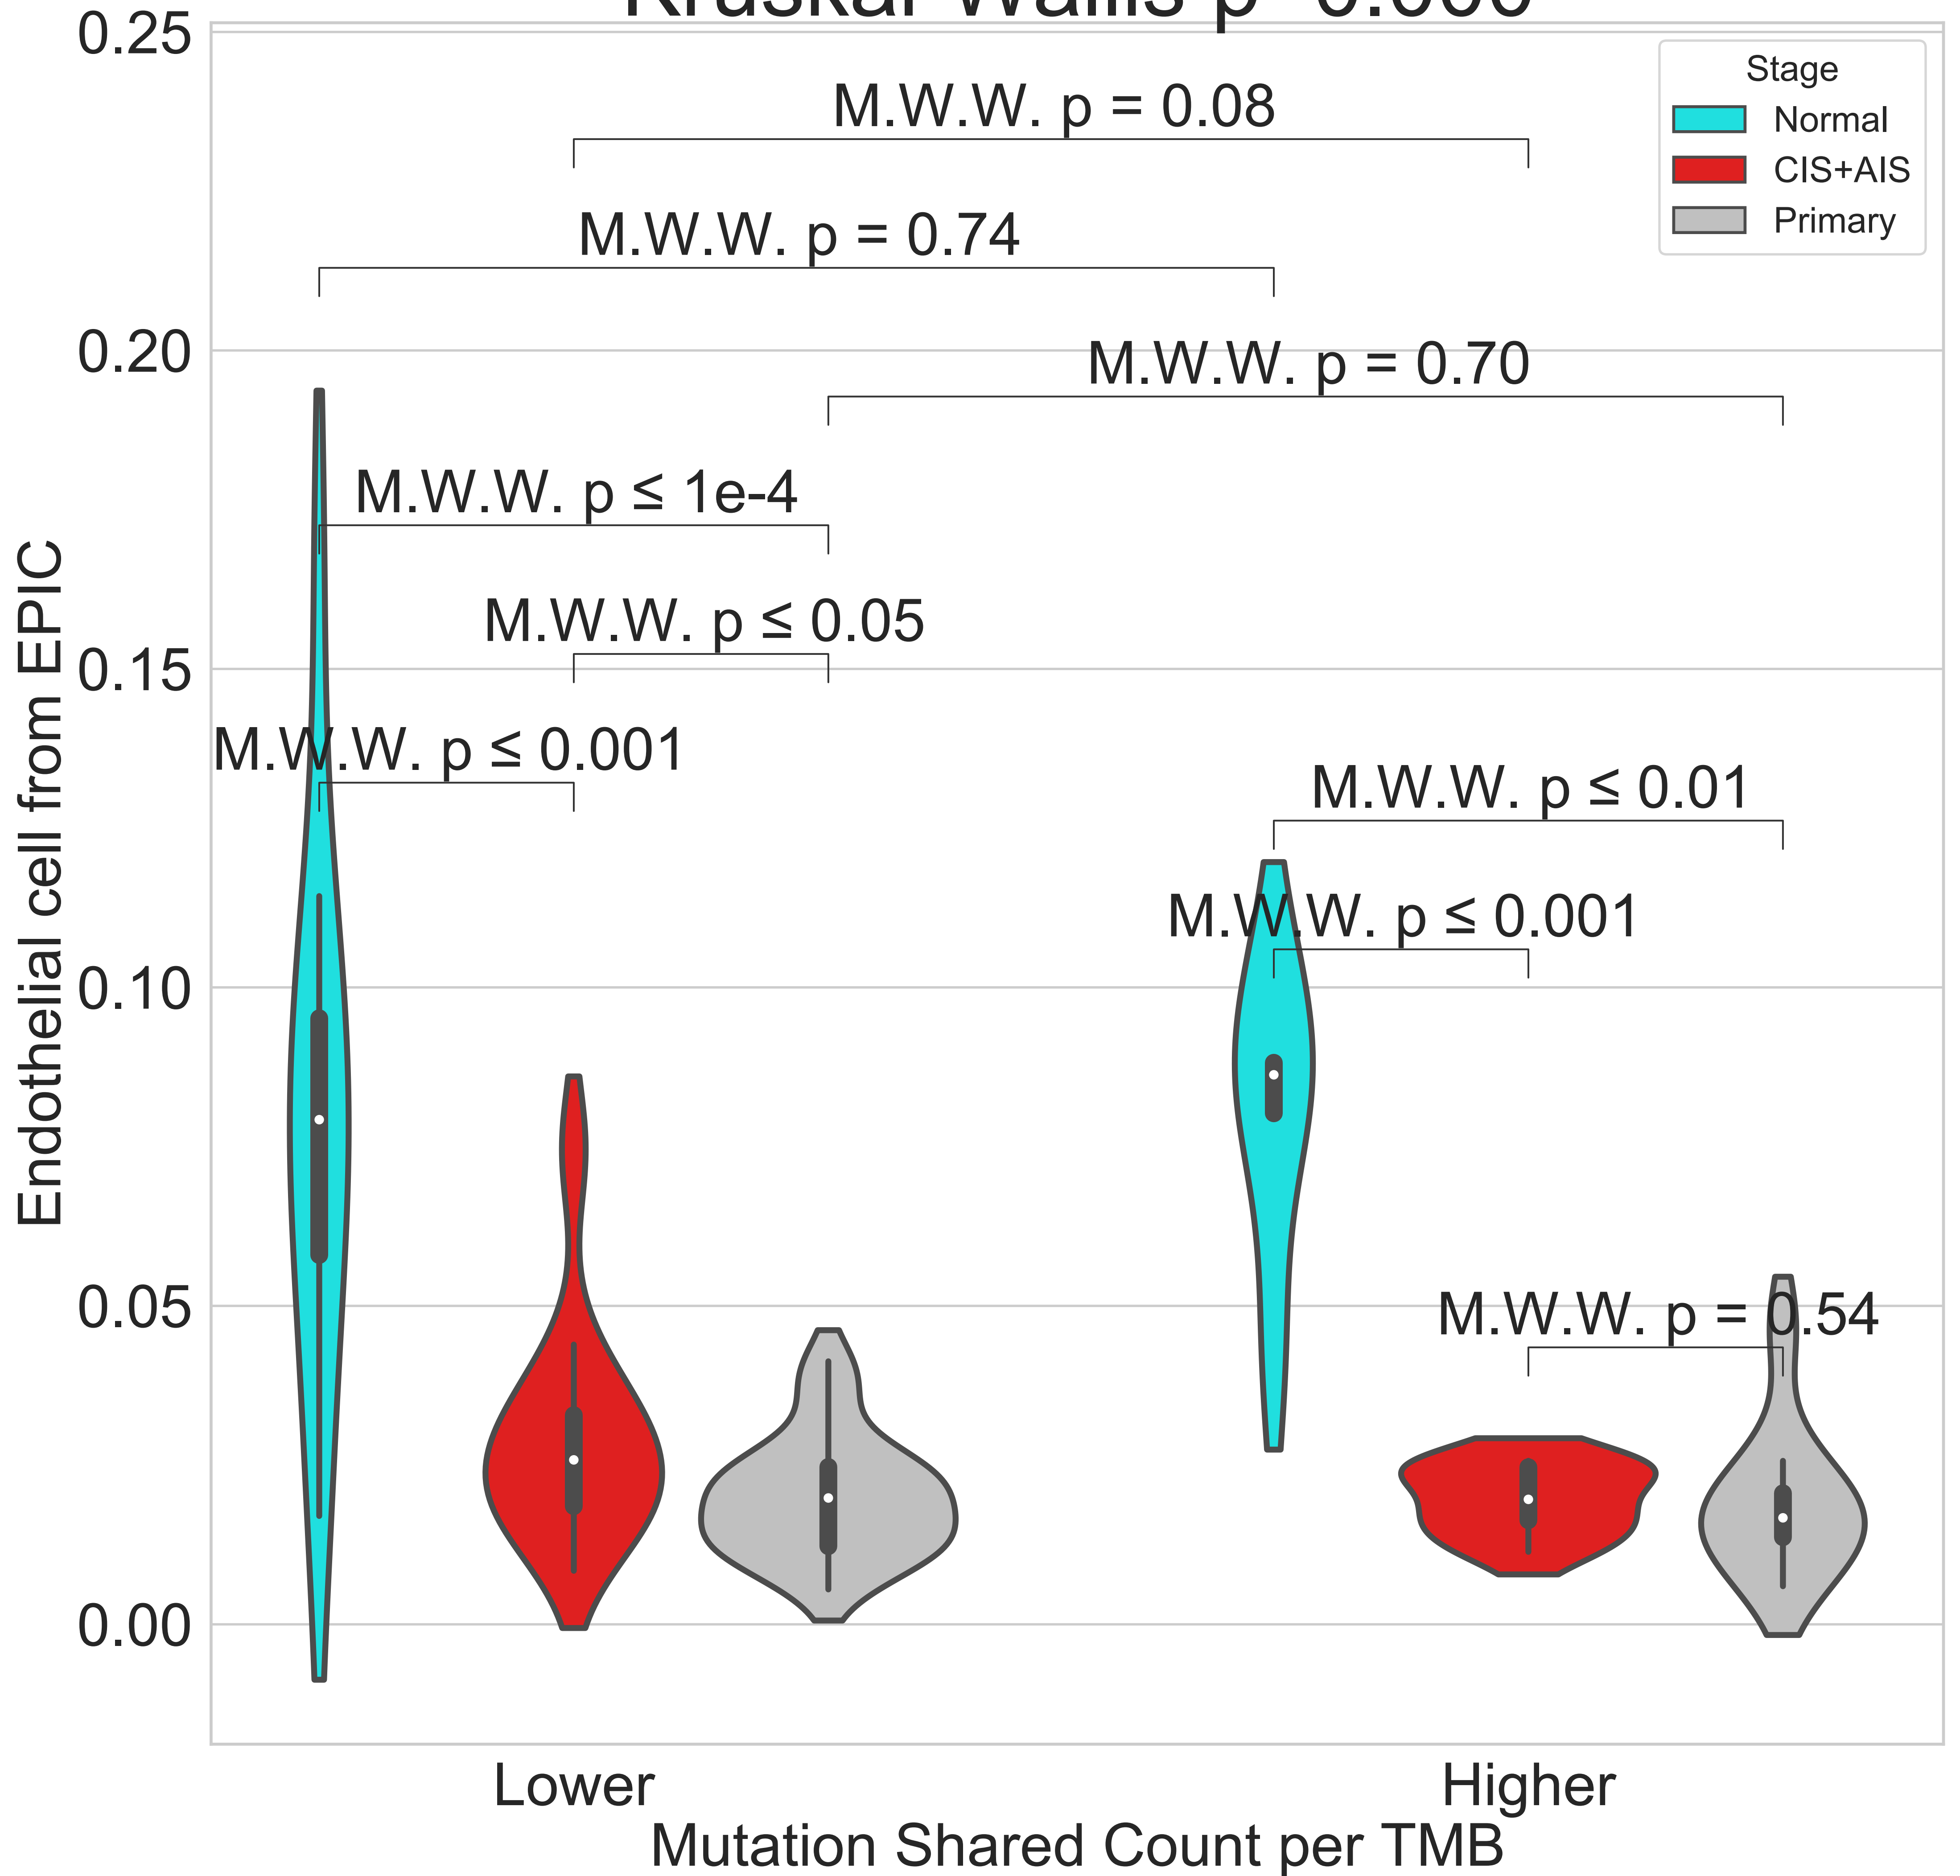 Kruskal Wallis p
0.25
Stage
Normal
CIS+AIS
Primary
M.W.W. p = 0.08
M.W.W. p = 0.74
0.20
M.W.W. p = 0.70
M.W.W. p ≤ 1e-4
M.W.W. p ≤ 0.05
0.15
M.W.W. p ≤ 0.001
M.W.W. p ≤ 0.01
M.W.W. p ≤ 0.001
0.10
0.05
M.W.W. p = 0.54
0.00
Endothelial cell from EPIC
Lower
Higher
Mutation Shared Count per TMB